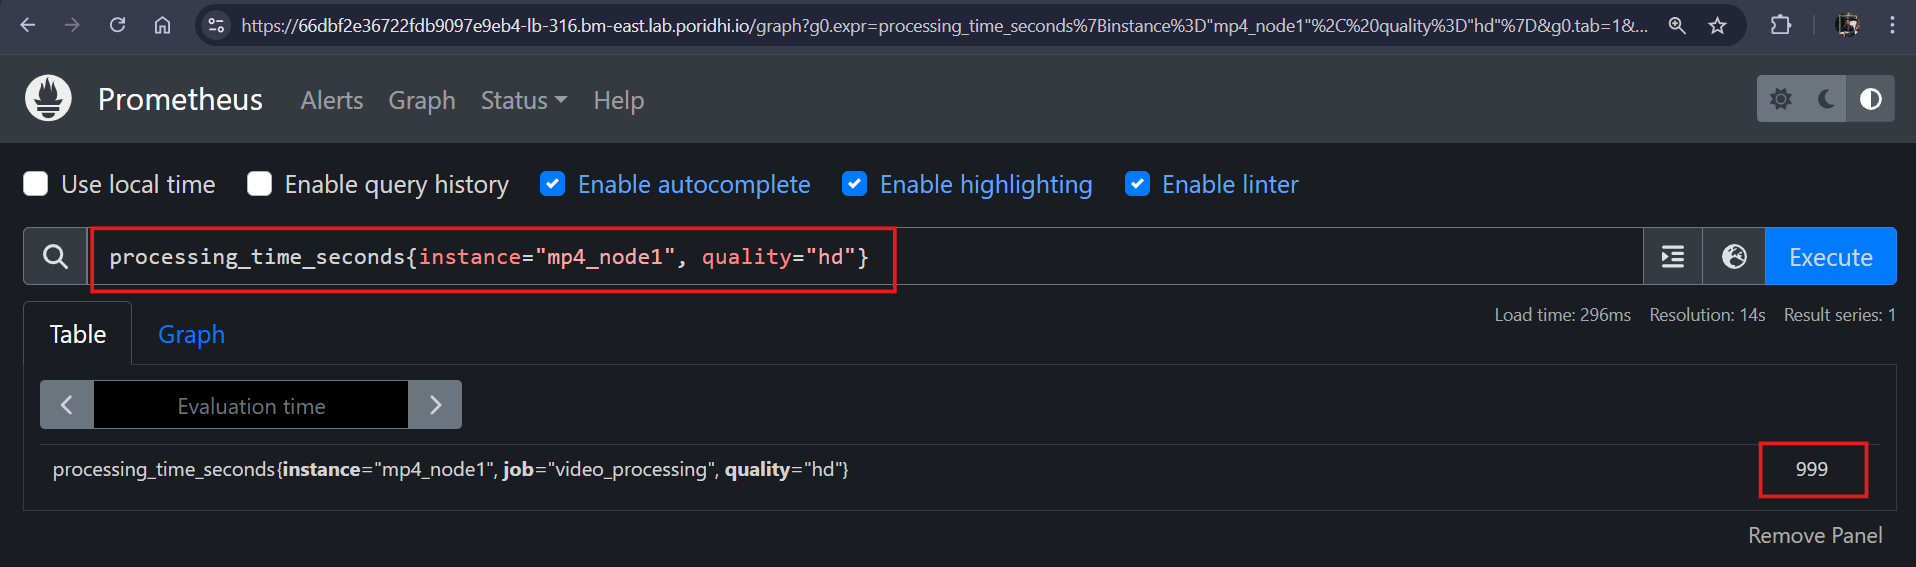 https://66dbf2e36722fdb9097e9eb4-lb-316.bm-east.lab.poridhi.io/graph?g0.expr=processing_time_seconds%7Binstance%3D"mp4_node1"%2C%20quality%3D"hd"%7D&g0.tab=1&...
Prometheus Alerts Graph Status Help
Use local time Enable query history Enable autocomplete Enable highlighting Enable linter
processing_time_seconds{instance="mp4_node1", quality="hd"} Execute
Load time: 296ms Resolution: 14s Result series: 1
Table Graph
Evaluation time
processing_time_seconds{instance="mp4_node1", job="video_processing", quality="hd"} 999
Remove Panel